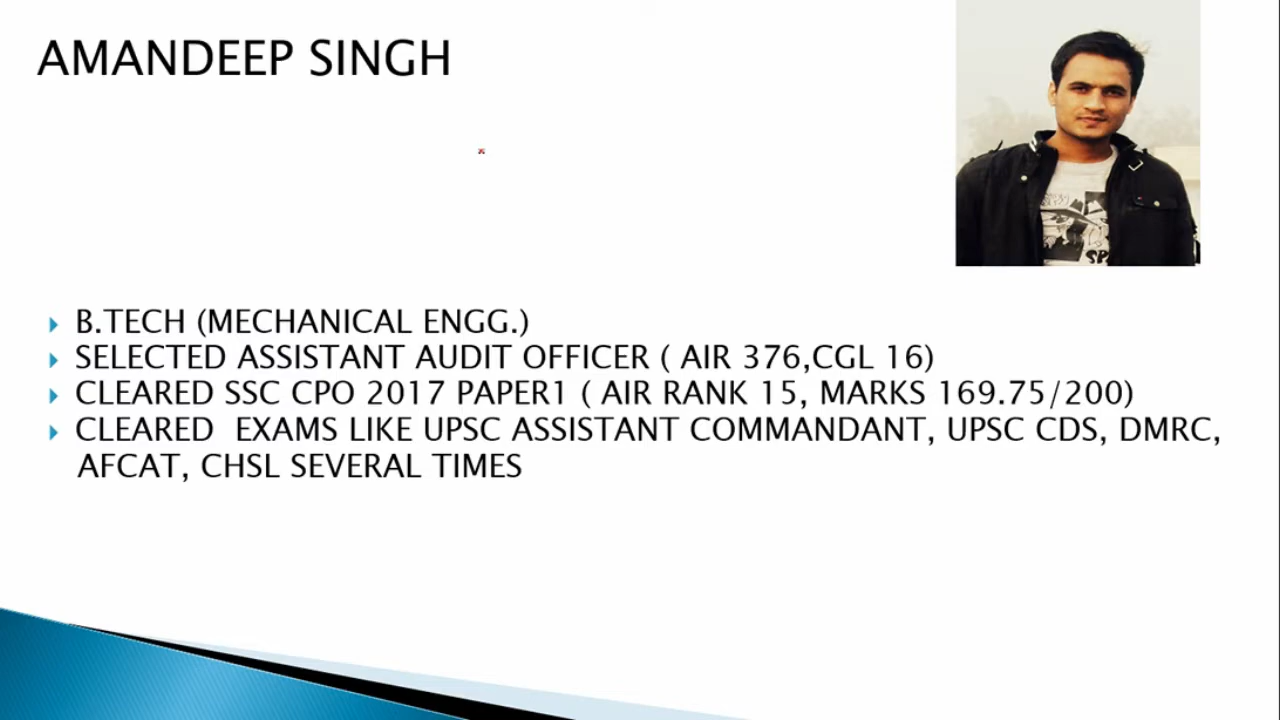 AMANDEEP SINGH
B.TECH (MECHANICAL ENGG.)
SELECTED ASSISTANT AUDIT OFFICER ( AIR 376,CGL 16)
CLEARED SSC CPO 2017 PAPER1 ( AIR RANK 15, MARKS 169.75/200)
CLEARED  EXAMS LIKE UPSC ASSISTANT COMMANDANT, UPSC CDS, DMRC,
AFCAT, CHSL SEVERAL TIMES